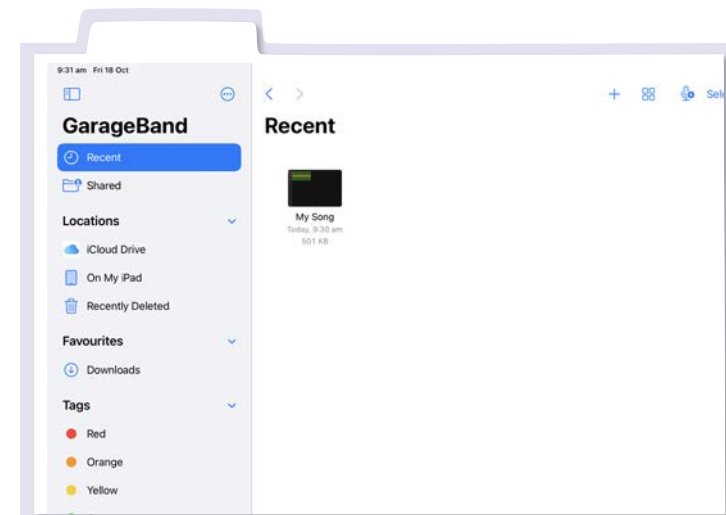 9:31 am Fri 18 Oct
GarageBand
Recent
Shared
Locations
iCloud Drive
On My iPad
Recently Deleted
Favourites
Downloads
Tags
Red
Orange
Yellow
Recent
My Song
Today, 9:30 am
501 KB